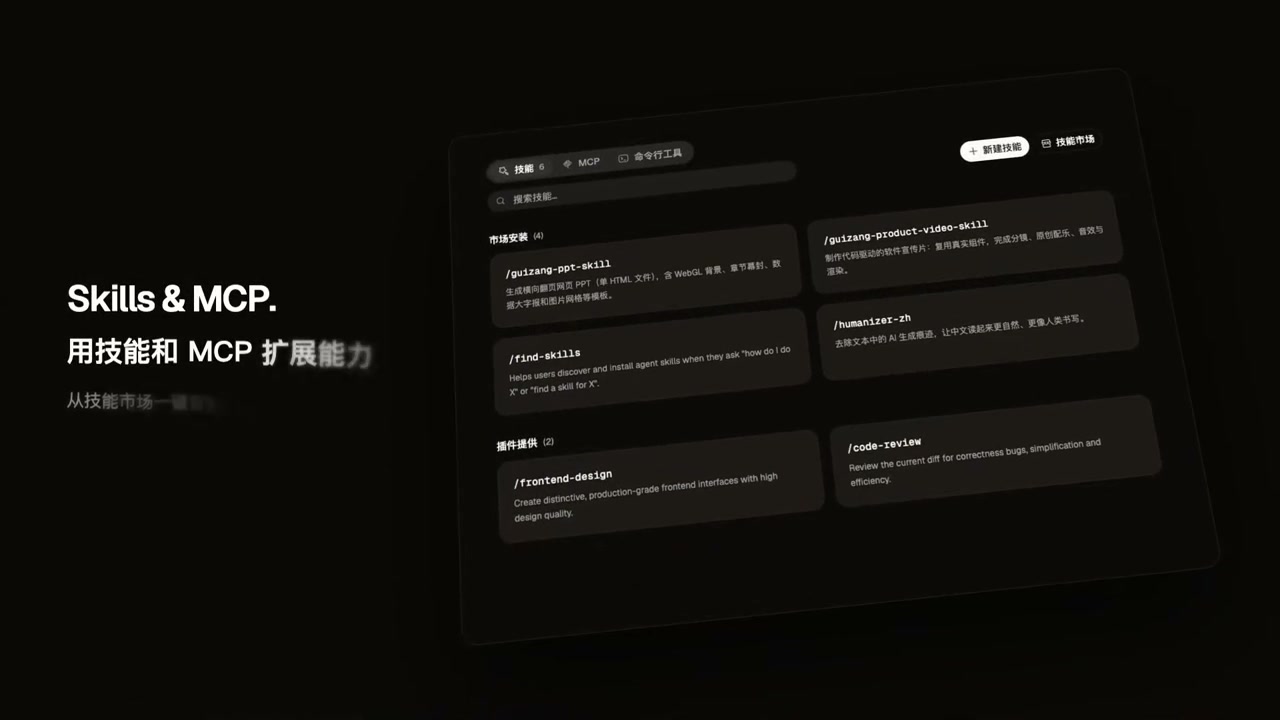 Skills & MCP.
用技能和 MCP 扩展能力
从技能市场一键
技能 6
MCP
命令行工具
新建技能
技能市场
搜索技能...
市场安装 (4)
/guizang-ppt-skill
生成横向翻页网页 PPT（单 HTML 文件），含 WebGL 背景、章节幕封、数
据大字报和图片网格等模板。
/guizang-product-video-skill
制作代码驱动的软件宣传片：复用真实组件，完成分镜、原创配乐、音效与
渲染。
/find-skills
Helps users discover and install agent skills when they ask "how do I do
X" or "find a skill for X".
/humanizer-zh
去除文本中的 AI 生成痕迹，让中文读起来更自然、更像人类书写。
插件提供 (2)
/frontend-design
Create distinctive, production-grade frontend interfaces with high
design quality.
/code-review
Review the current diff for correctness bugs, simplification and
efficiency.